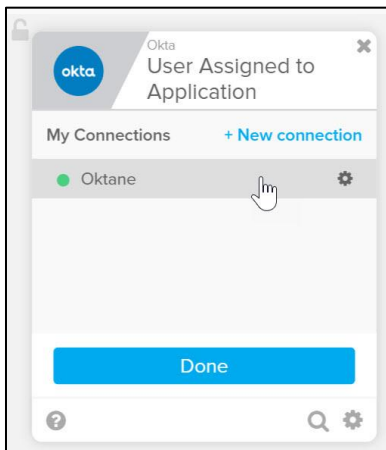 okta
Okta
User Assigned to
Application
My Connections + New connection
Oktane
Done